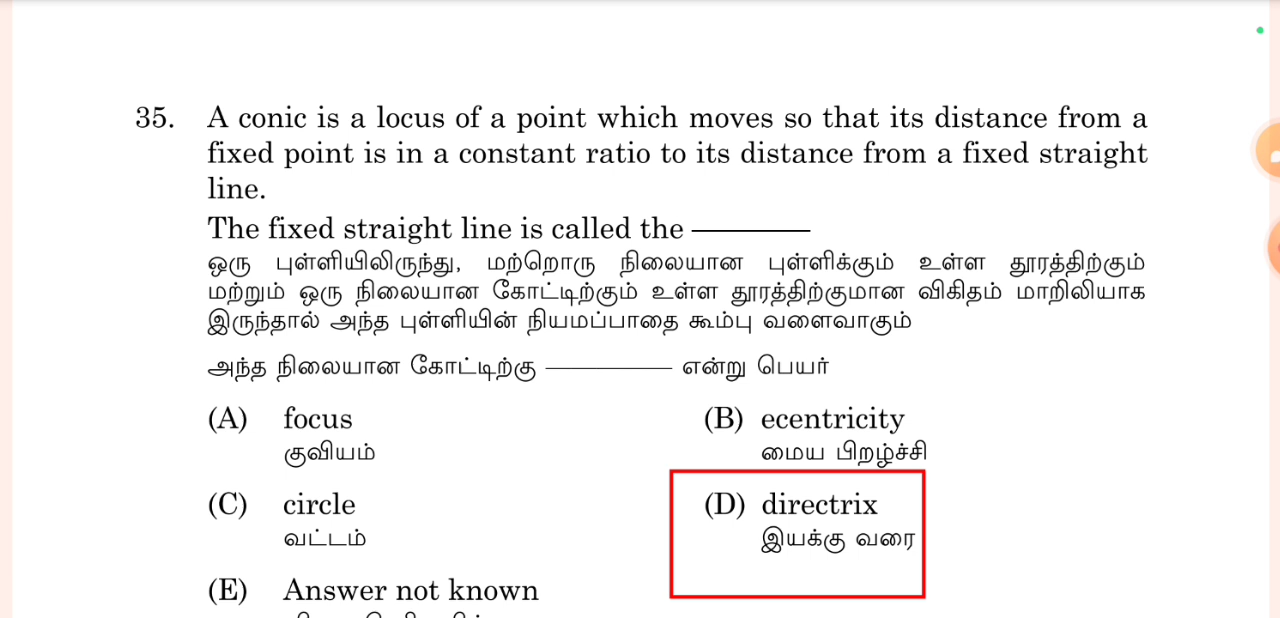 35. A conic is a locus of a point which moves so that its distance from a
fixed point is in a constant ratio to its distance from a fixed straight
line.
The fixed straight line is called the ————
ஒரு புள்ளியிலிருந்து, மற்றொரு நிலையான புள்ளிக்கும் உள்ள தூரத்திற்கும்
மற்றும் ஒரு நிலையான கோட்டிற்கும் உள்ள தூரத்திற்குமான விகிதம் மாறிலியாக
இருந்தால் அந்த புள்ளியின் நியமப்பாதை கூம்பு வளைவாகும்
அந்த நிலையான கோட்டிற்கு ———— என்று பெயர்
(A) focus (B) ecentricity
குவியம் மைய பிறழ்ச்சி
(C) circle (D) directrix
வட்டம் இயக்கு வரை
(E) Answer not known